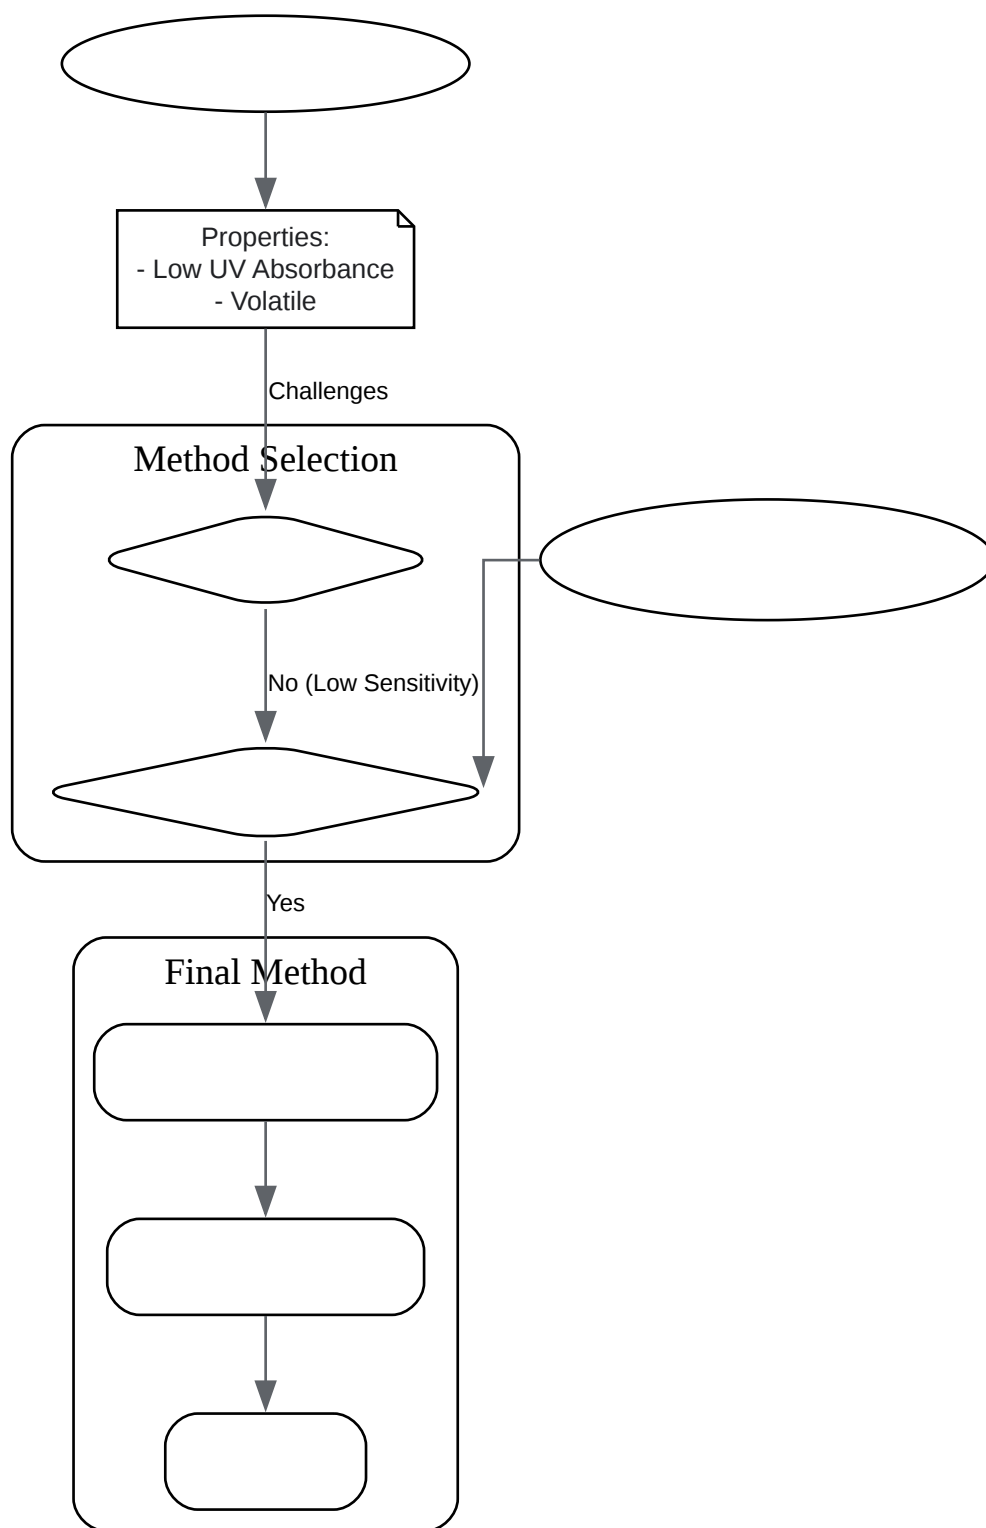 Properties:
- Low UV Absorbance
- Volatile
Challenges
Method Selection
No (Low Sensitivity)
Yes
Final Method